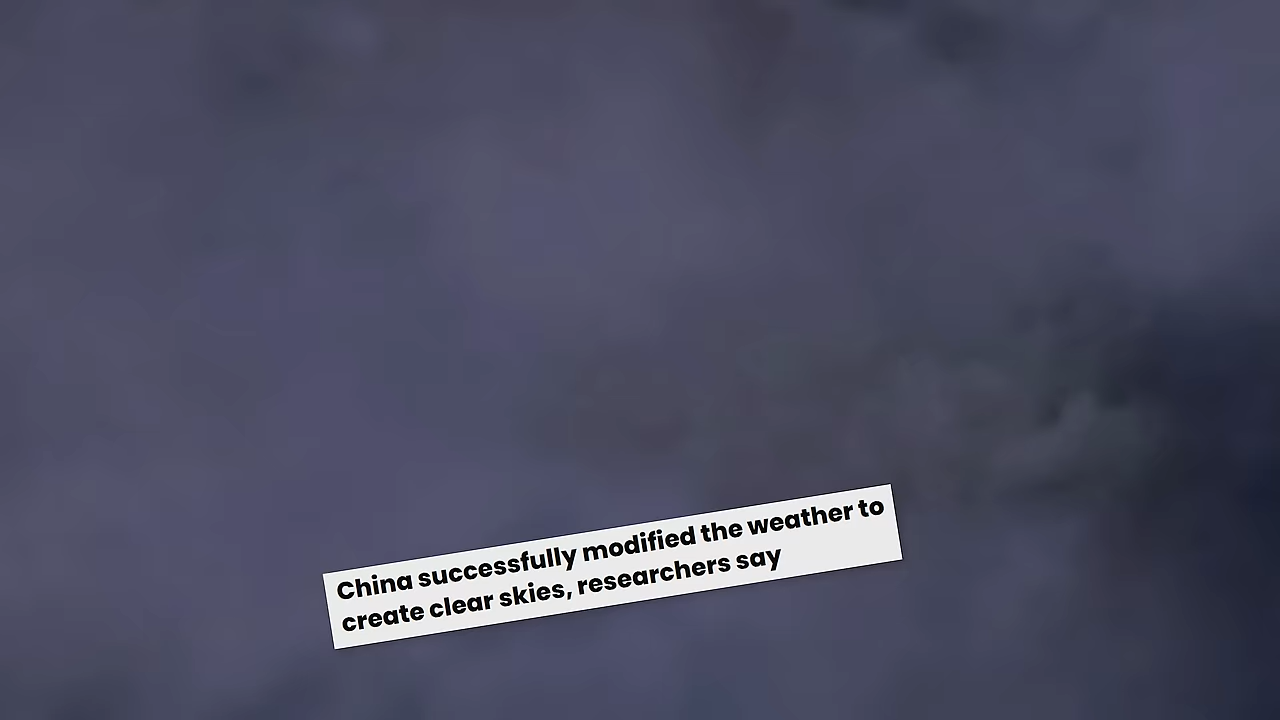 China successfully modified the weather to
create clear skies, researchers say